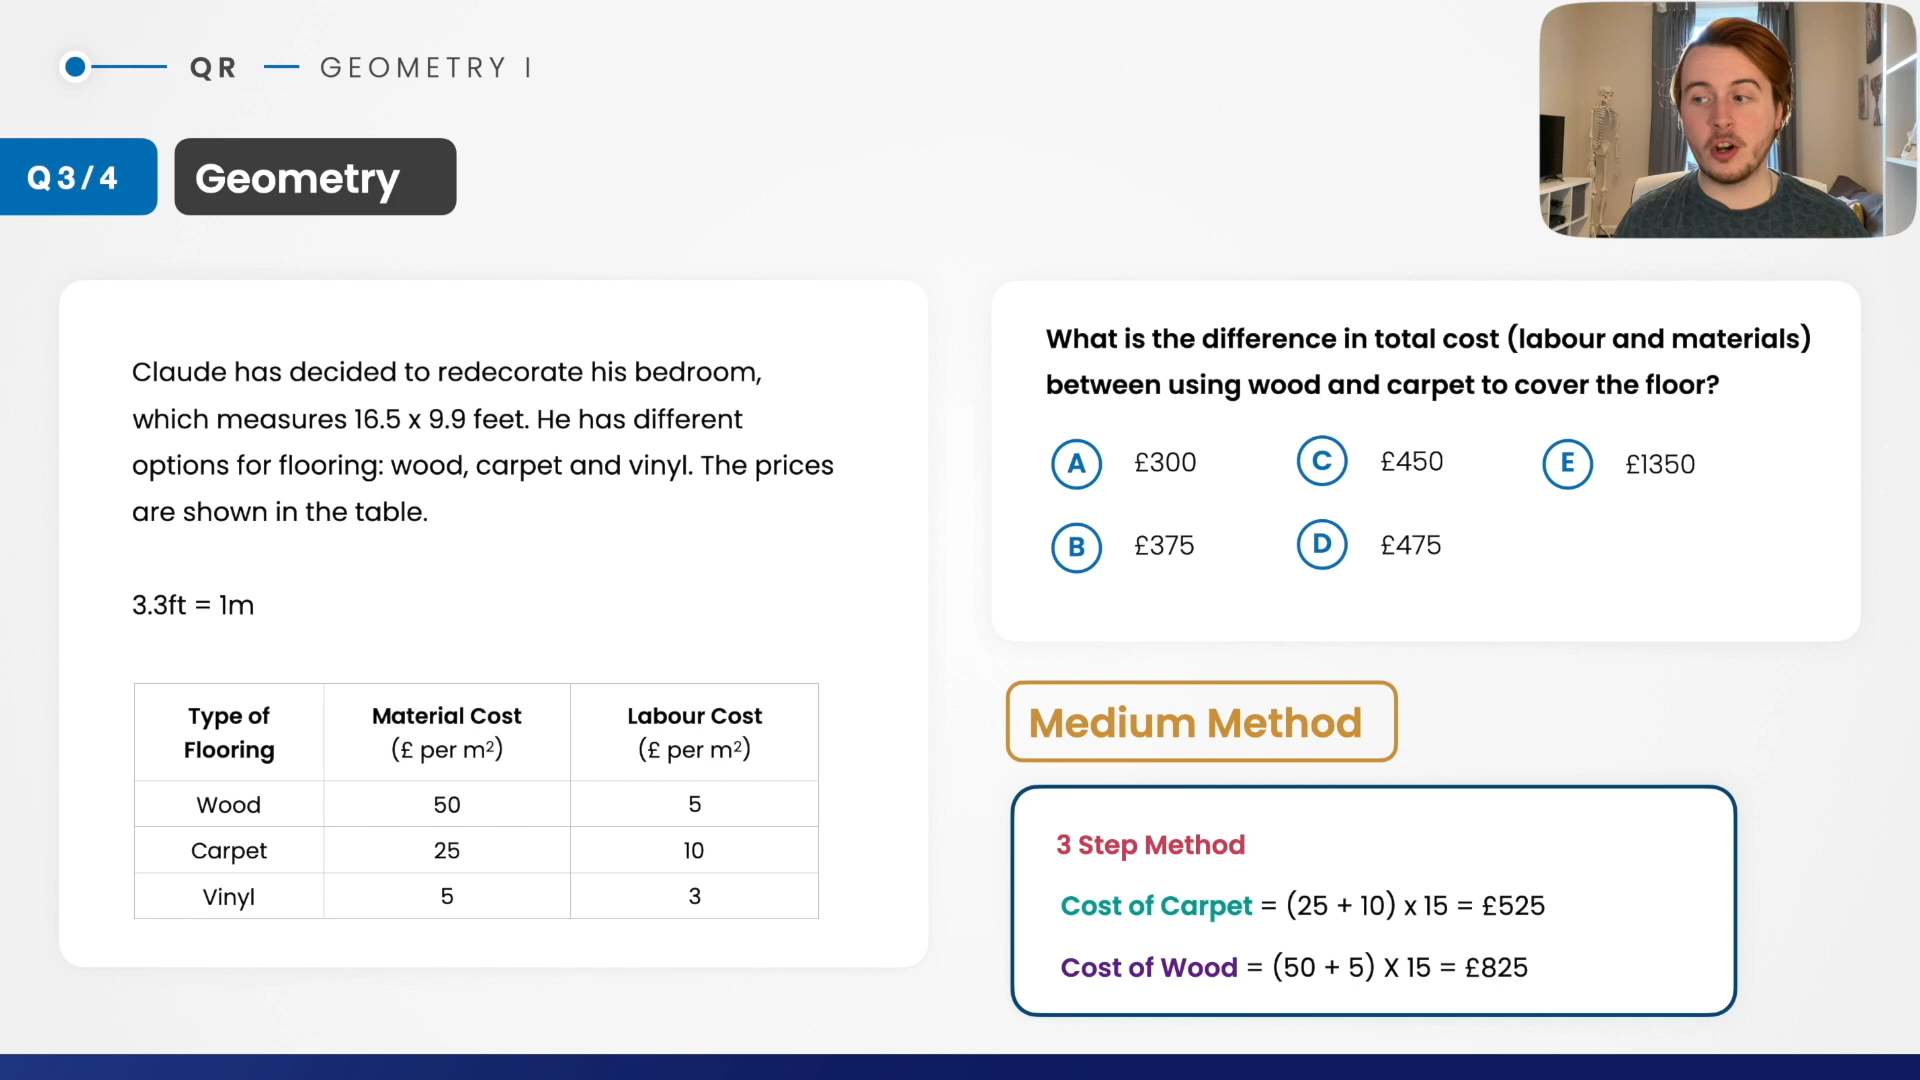 QR — GEOMETRY I
Q 3/4
Geometry
Claude has decided to redecorate his bedroom,
which measures 16.5 x 9.9 feet. He has different
options for flooring: wood, carpet and vinyl. The prices
are shown in the table.
3.3ft = 1m
Type of Flooring | Material Cost (£ per m²) | Labour Cost (£ per m²)
Wood 50 5
Carpet 25 10
Vinyl 5 3
What is the difference in total cost (labour and materials)
between using wood and carpet to cover the floor?
A £300 C £450 E £1350
B £375 D £475
Medium Method
3 Step Method
Cost of Carpet = (25 + 10) x 15 = £525
Cost of Wood = (50 + 5) X 15 = £825